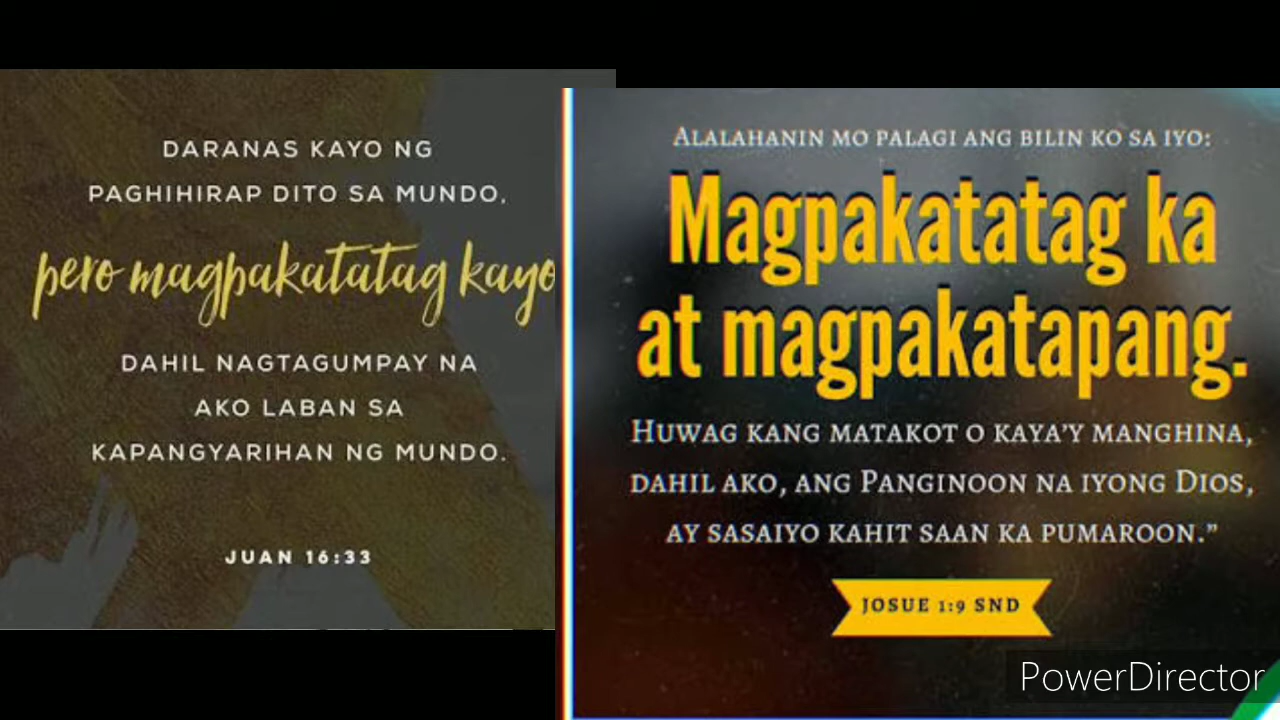 DARANAS KAYO NG
PAGHIHIRAP DITO SA MUNDO,
pero magpakatatag kayo
DAHIL NAGTAGUMPAY NA
AKO LABAN SA
KAPANGYARIHAN NG MUNDO.
JUAN 16:33
ALALAHANIN MO PALAGI ANG BILIN KO SA IYO:
Magpakatatag ka
at magpakatapang.
HUWAG KANG MATAKOT O KAYA'Y MANGHINA,
DAHIL AKO, ANG PANGINOON NA IYONG DIOS,
AY SASAIYO KAHIT SAAN KA PUMAROON.”
JOSUE 1:9 SND
PowerDirector